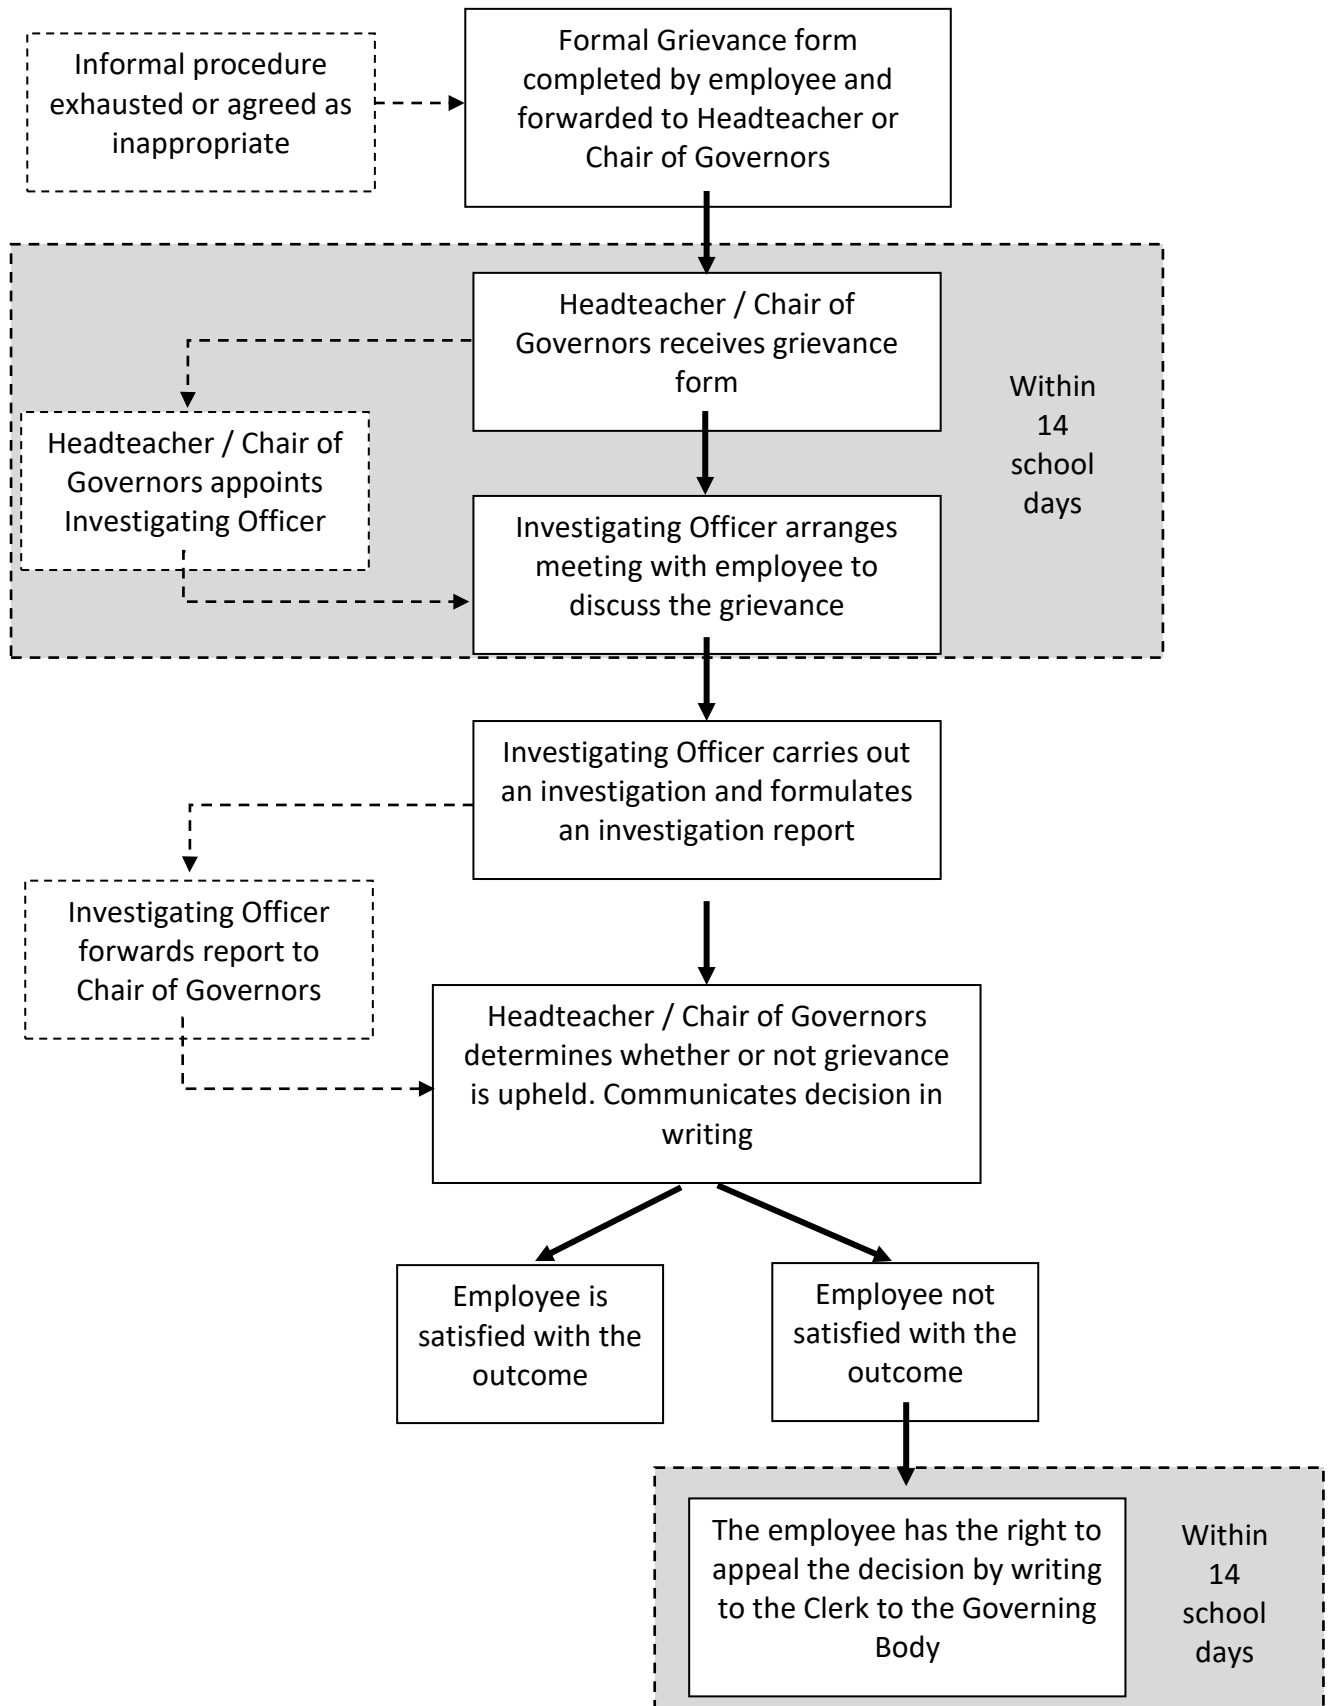 Informal procedure
exhausted or agreed as
inappropriate
Formal Grievance form
completed by employee and
forwarded to Headteacher or
Chair of Governors
Headteacher / Chair of
Governors receives grievance
form
Within
14
school
days
Headteacher / Chair of
Governors appoints
Investigating Officer
Investigating Officer arranges
meeting with employee to
discuss the grievance
Investigating Officer carries out
an investigation and formulates
an investigation report
Investigating Officer
forwards report to
Chair of Governors
Headteacher / Chair of Governors
determines whether or not grievance
is upheld. Communicates decision in
writing
Employee is
satisfied with the
outcome
Employee not
satisfied with the
outcome
The employee has the right to
appeal the decision by writing
to the Clerk to the Governing
Body
Within
14
school
days